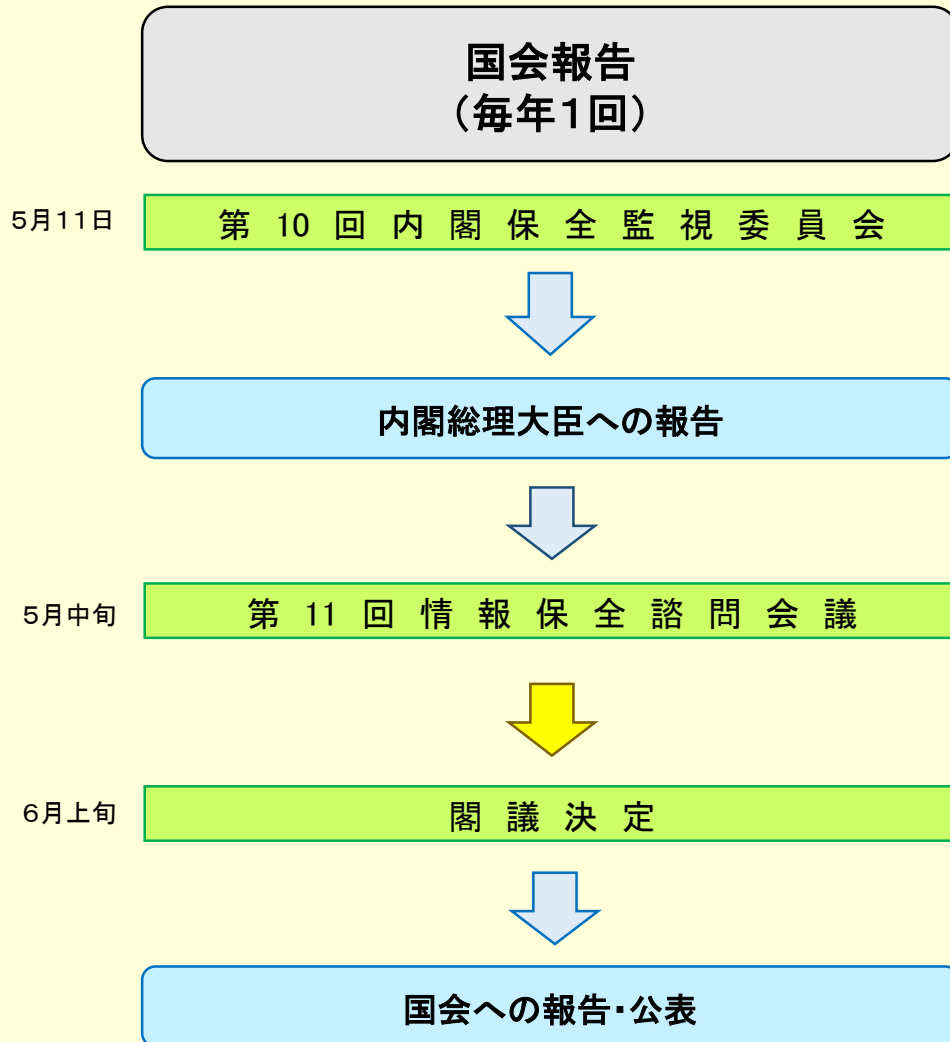 国会報告
（毎年１回）
５月１１日
第 10 回 内 閣 保 全 監 視 委 員 会
内閣総理大臣への報告
５月中旬
第 11 回 情 報 保 全 諮 問 会 議
６月上旬
閣 議 決 定
国会への報告・公表